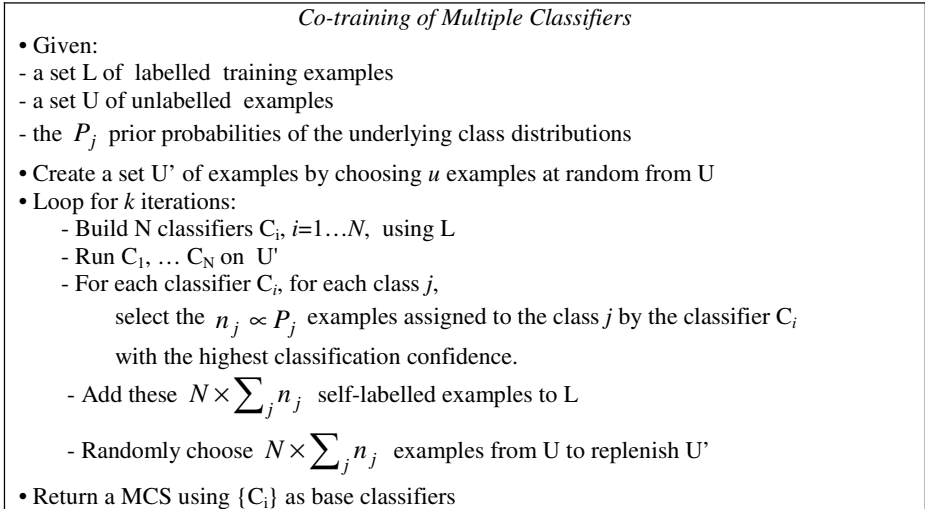 Co-training of Multiple Classifiers
• Given:
- a set L of labelled training examples
- a set U of unlabelled examples
- the P_j prior probabilities of the underlying class distributions
• Create a set U’ of examples by choosing u examples at random from U
• Loop for k iterations:
- Build N classifiers C_i, i=1…N, using L
- Run C_1, … C_N on U'
- For each classifier C_i, for each class j,
select the n_j ∝ P_j examples assigned to the class j by the classifier C_i
with the highest classification confidence.
- Add these N × ∑_j n_j self-labelled examples to L
- Randomly choose N × ∑_j n_j examples from U to replenish U’
• Return a MCS using {C_i} as base classifiers